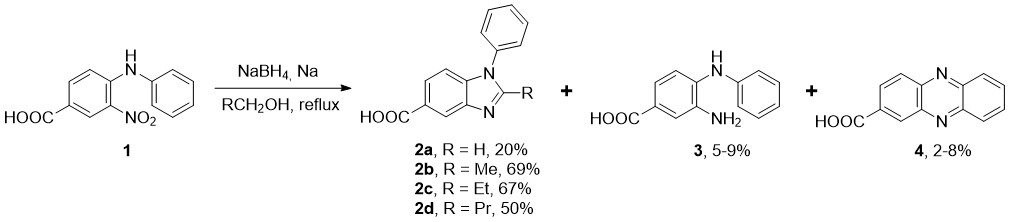 H
N
HOOC
NO₂
1
NaBH₄, Na
RCH₂OH, reflux
N
R
HOOC
N
2a, R = H, 20%
2b, R = Me, 69%
2c, R = Et, 67%
2d, R = Pr, 50%
+
H
N
HOOC
NH₂
3, 5-9%
+
N
HOOC
N
4, 2-8%